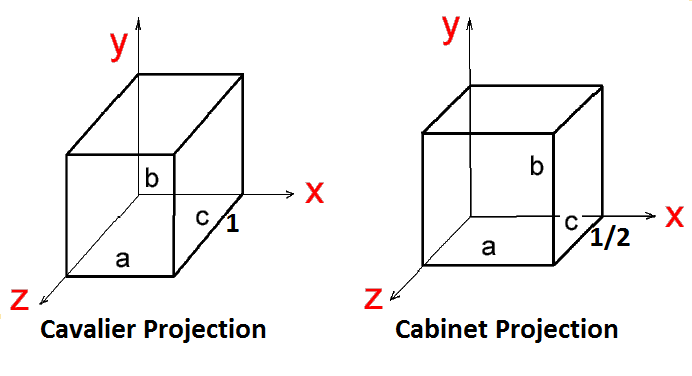 y
b
x
c 1
a
z
Cavalier Projection
y
b
x
c
1/2
a
z
Cabinet Projection